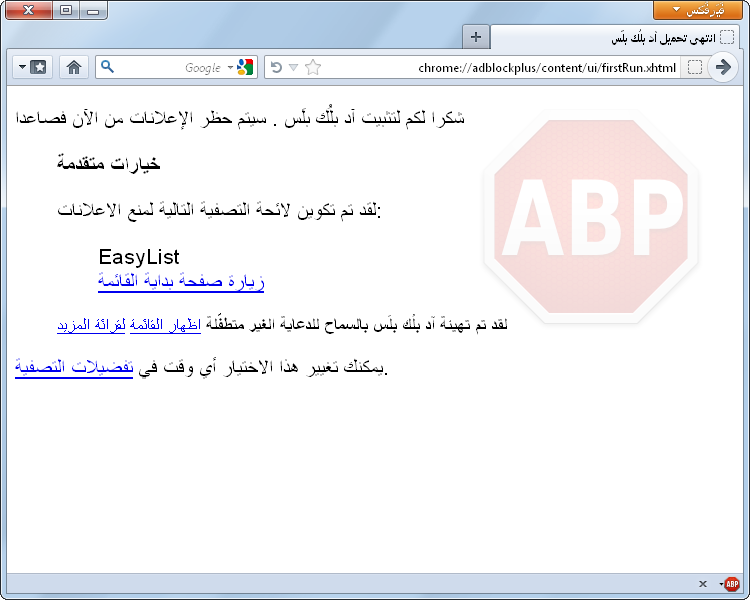 فيرفكس
انتهى تحميل آد بلُك بلَس
chrome://adblockplus/content/ui/firstRun.xhtml
Google
شكرا لكم لتثبيت آد بلُك بلَّس . سيتم حظر الإعلانات من الآن فصاعدا
ABP
خيارات متقدمة
لقد تم تكوين لائحة التصفية التالية لمنع الاعلانات:
EasyList
زيارة صفحة بداية القائمة
لقد تم تهيئة آد بلُك بلَس بالسماح للدعاية الغير متطفّلة اظهار القائمة لقرائة المزيد
يمكنك تغيير هذا الاختيار أي وقت في تفضيلات التصفية.
ABP